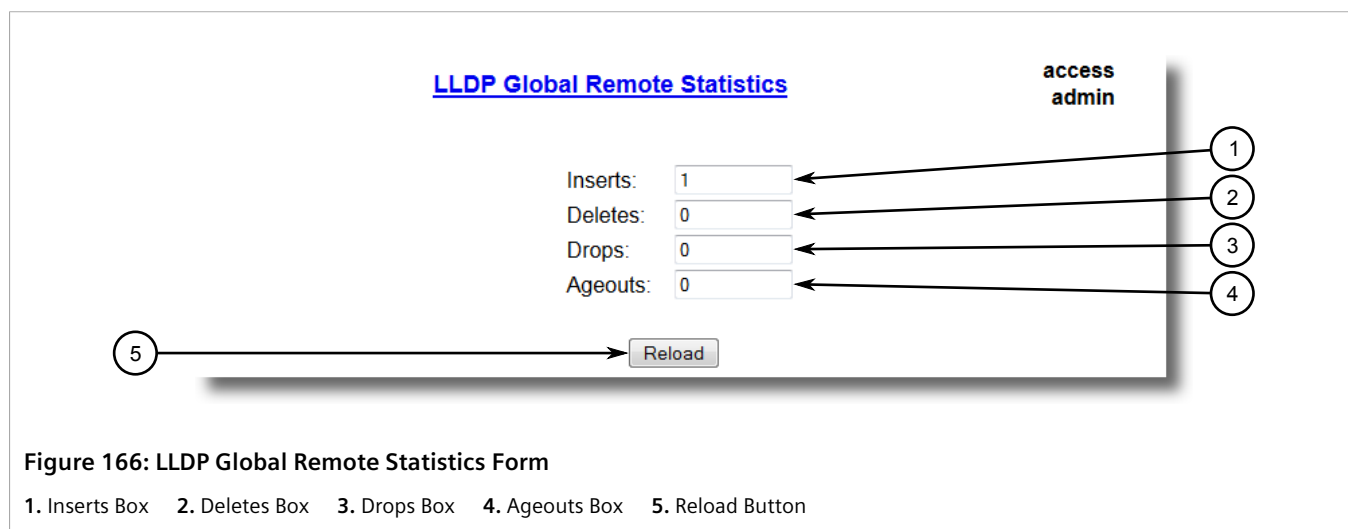 LLDP Global Remote Statistics
access
admin
1
Inserts: 1
2
Deletes: 0
3
Drops: 0
4
Ageouts: 0
5
Reload
Figure 166: LLDP Global Remote Statistics Form
1. Inserts Box 2. Deletes Box 3. Drops Box 4. Ageouts Box 5. Reload Button